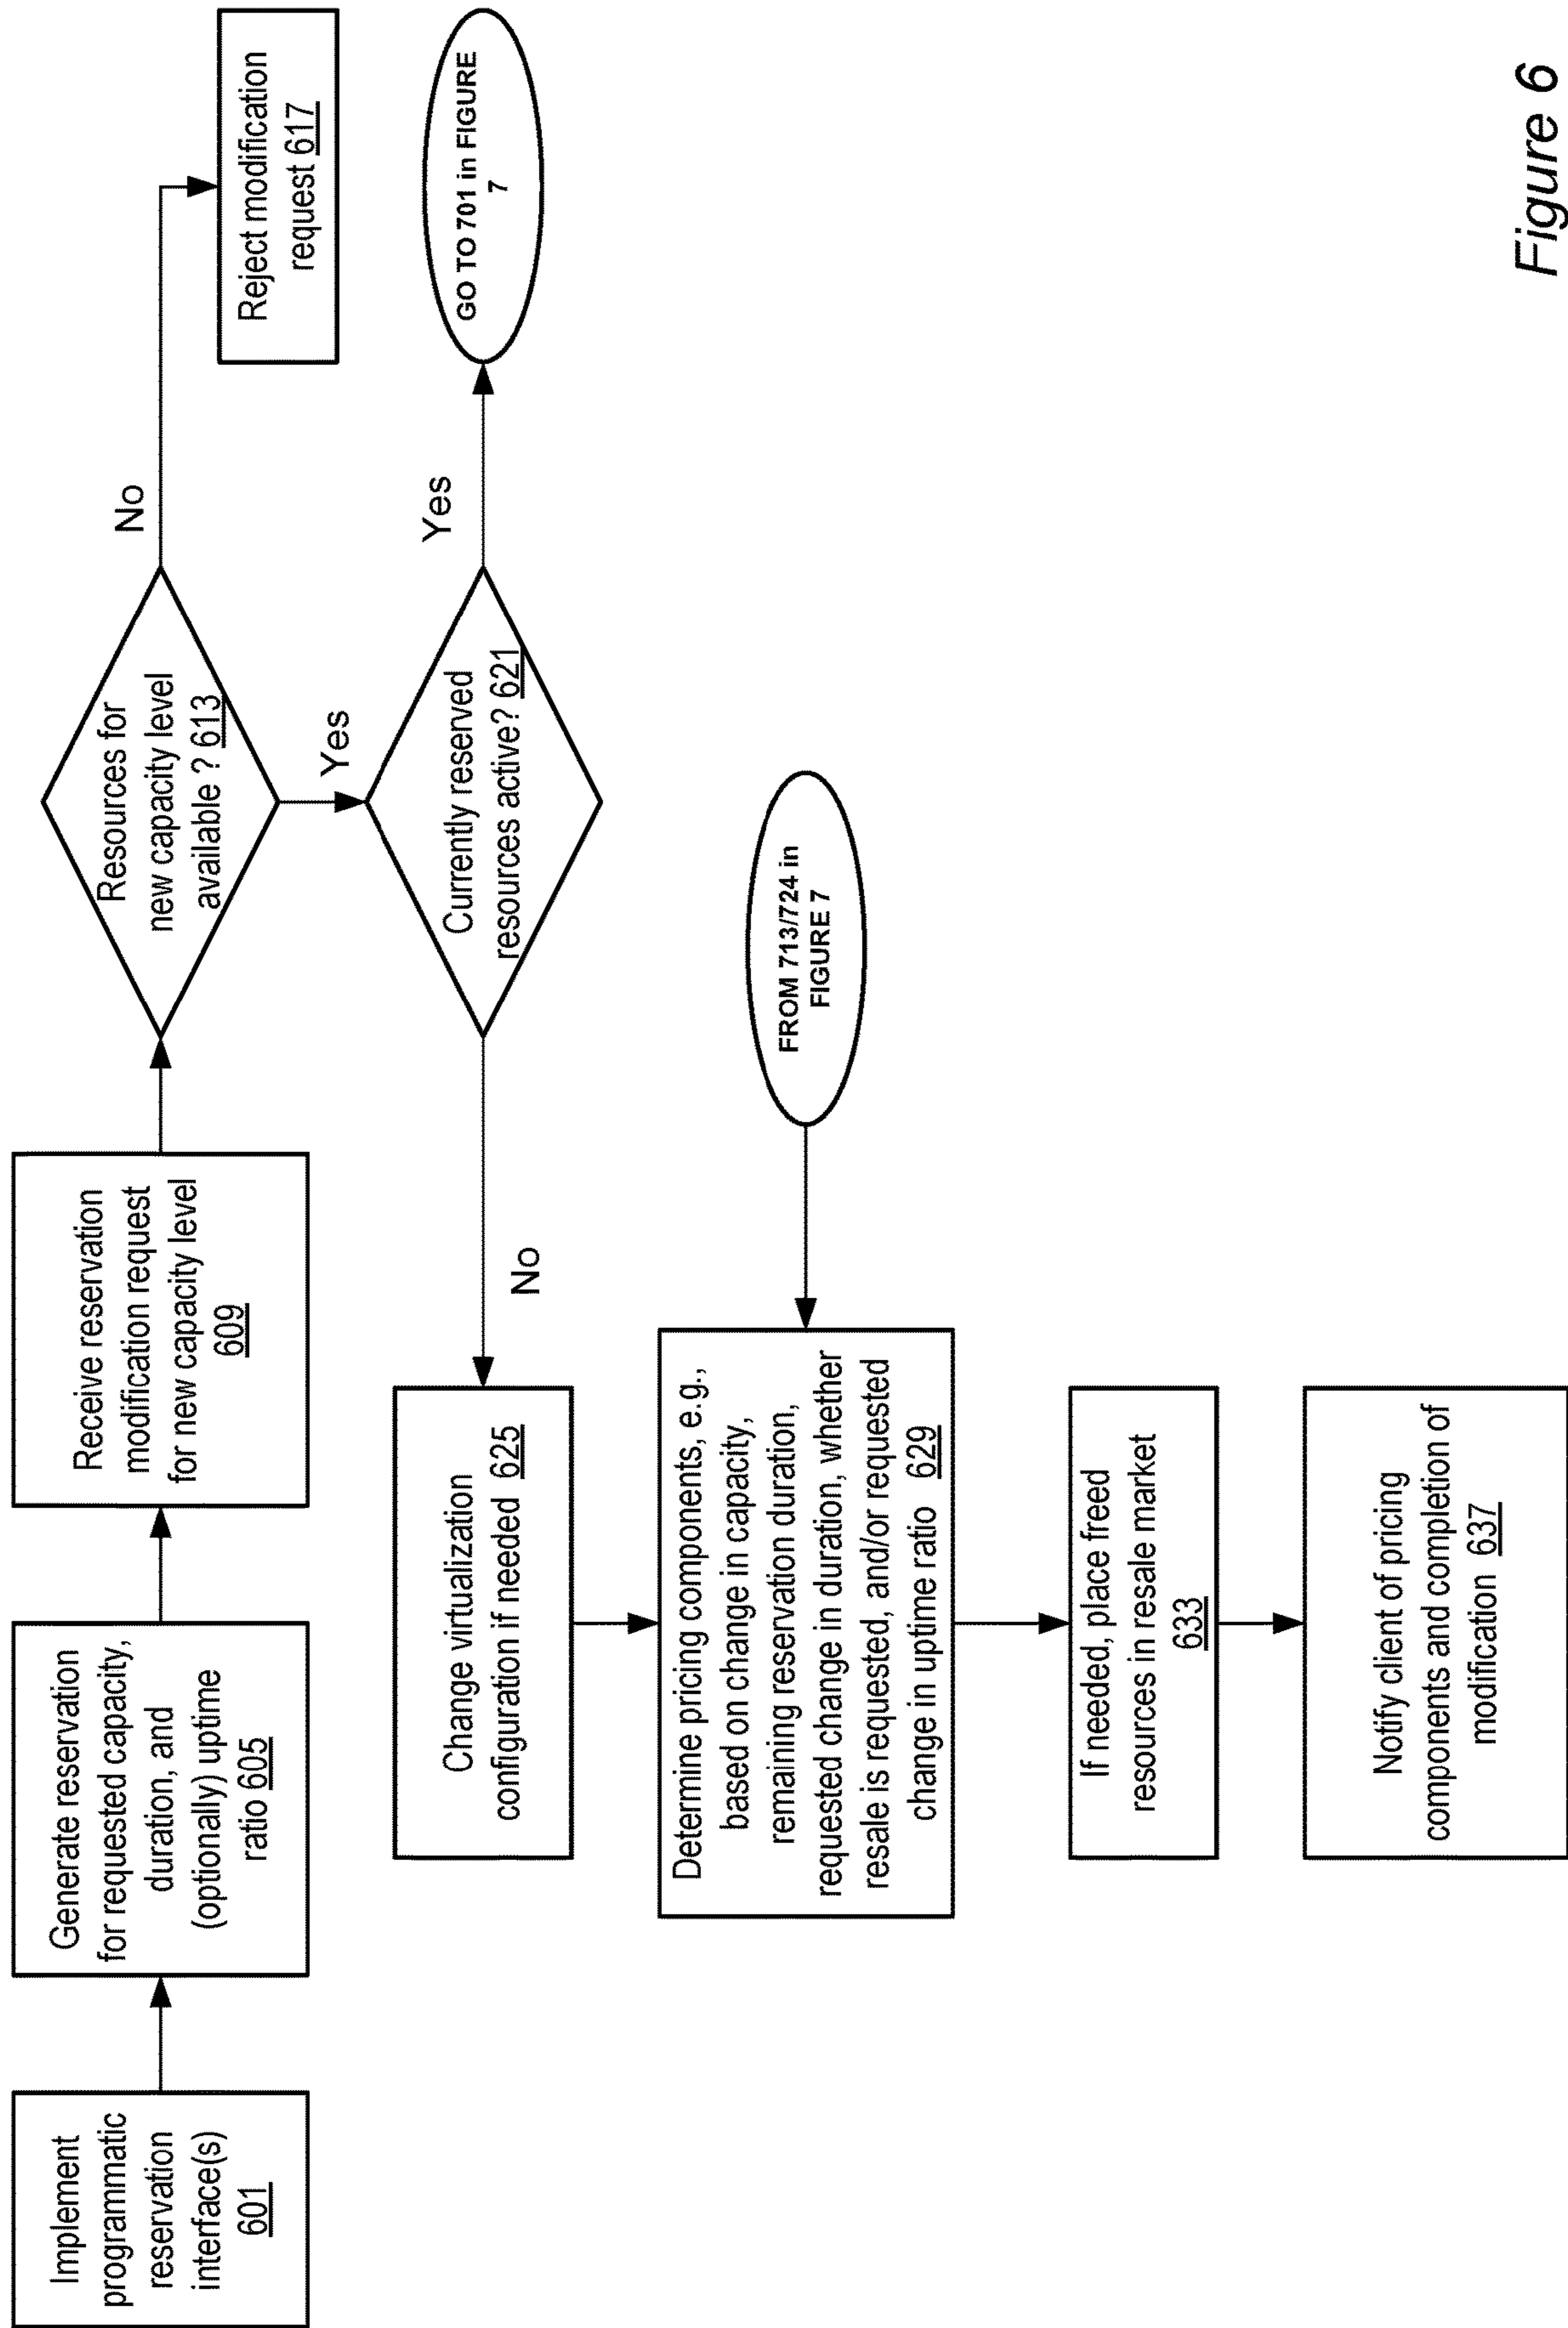 Implement
programmatic
reservation
interface(s)
601
Generate reservation
for requested capacity,
duration, and
(optionally) uptime
ratio 605
Receive reservation
modification request
for new capacity level
609
Resources for
new capacity level
available ? 613
No
Reject modification
request 617
Yes
Currently reserved
resources active? 621
Yes
GO TO 701 in FIGURE
7
No
Change virtualization
configuration if needed 625
FROM 713/724 in
FIGURE 7
Determine pricing components, e.g.,
based on change in capacity,
remaining reservation duration,
requested change in duration, whether
resale is requested, and/or requested
change in uptime ratio 629
If needed, place freed
resources in resale market
633
Notify client of pricing
components and completion of
modification 637
Figure 6